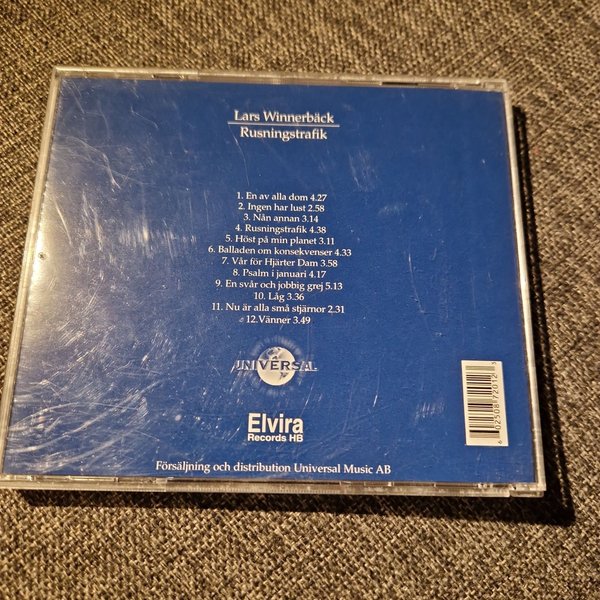 Lars Winnerbäck
Rusningstrafik
1. En av alla dom 4.27
2. Ingen har lust 2.58
3. Nån annan 3.14
4. Rusningstrafik 4.38
5. Höst på min planet 3.11
6. Balladen om konsekvenser 4.33
7. Vår för Hjärter Dam 3.58
8. Psalm i januari 4.17
9. En svår och jobbig grej 5.13
10. Låg 3.36
11. Nu är alla små stjärnor 2.31
12. Vänner 3.49
UNIVERSAL
Elvira
Records HB
Försäljning och distribution Universal Music AB
6 02508 72012 3